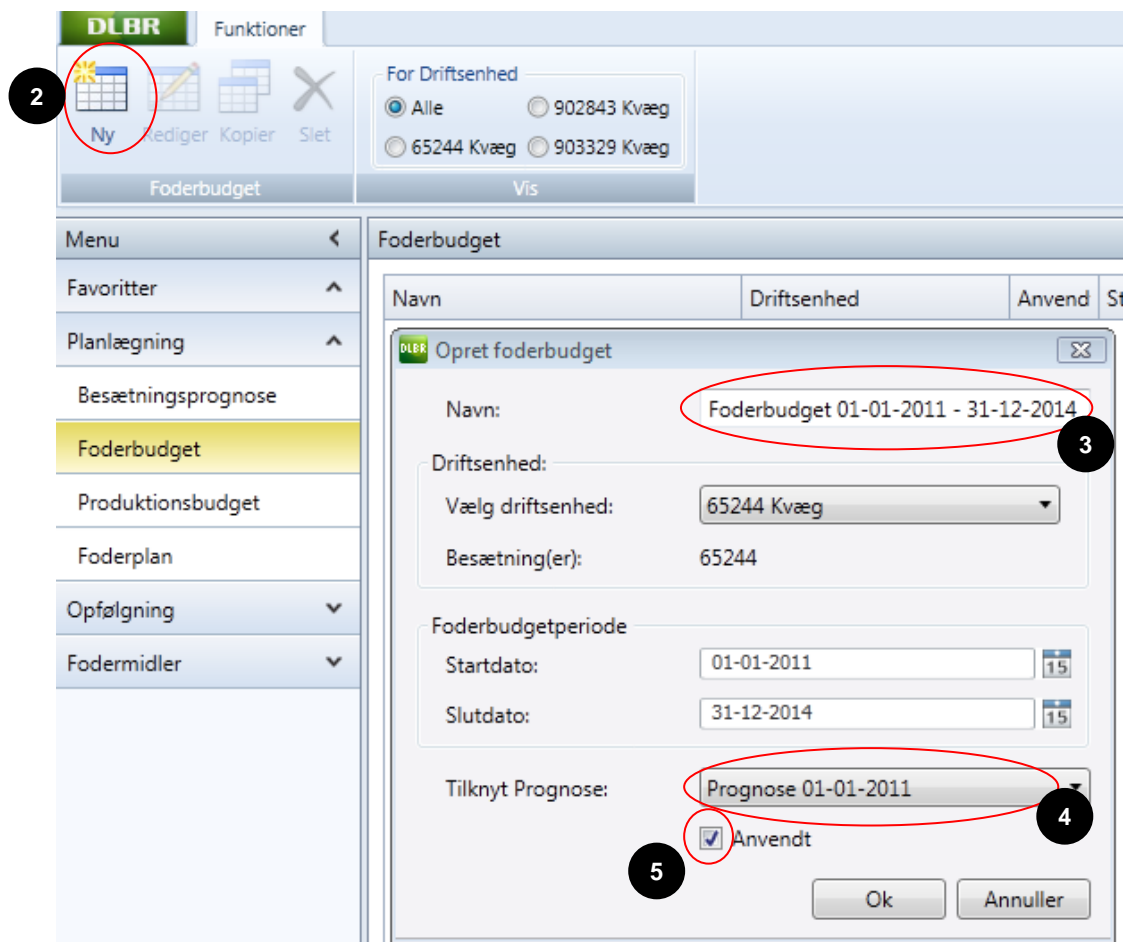 DLBR Funktioner
2
Ny Rediger Kopier Slet
Foderbudget
For Driftsenhed
Alle 902843 Kvæg
65244 Kvæg 903329 Kvæg
Vis
Menu
Favoritter
Planlægning
Besætningsprognose
Foderbudget
Produktionsbudget
Foderplan
Opfølgning
Fodermidler
Foderbudget
Navn Driftsenhed Anvend St
DLBR Opret foderbudget
Navn: Foderbudget 01-01-2011 - 31-12-2014
3
Driftsenhed:
Vælg driftsenhed: 65244 Kvæg
Besætning(er): 65244
Foderbudgetperiode
Startdato: 01-01-2011 15
Slutdato: 31-12-2014 15
Tilknyt Prognose: Prognose 01-01-2011
4
Anvendt
5
Ok Annuller